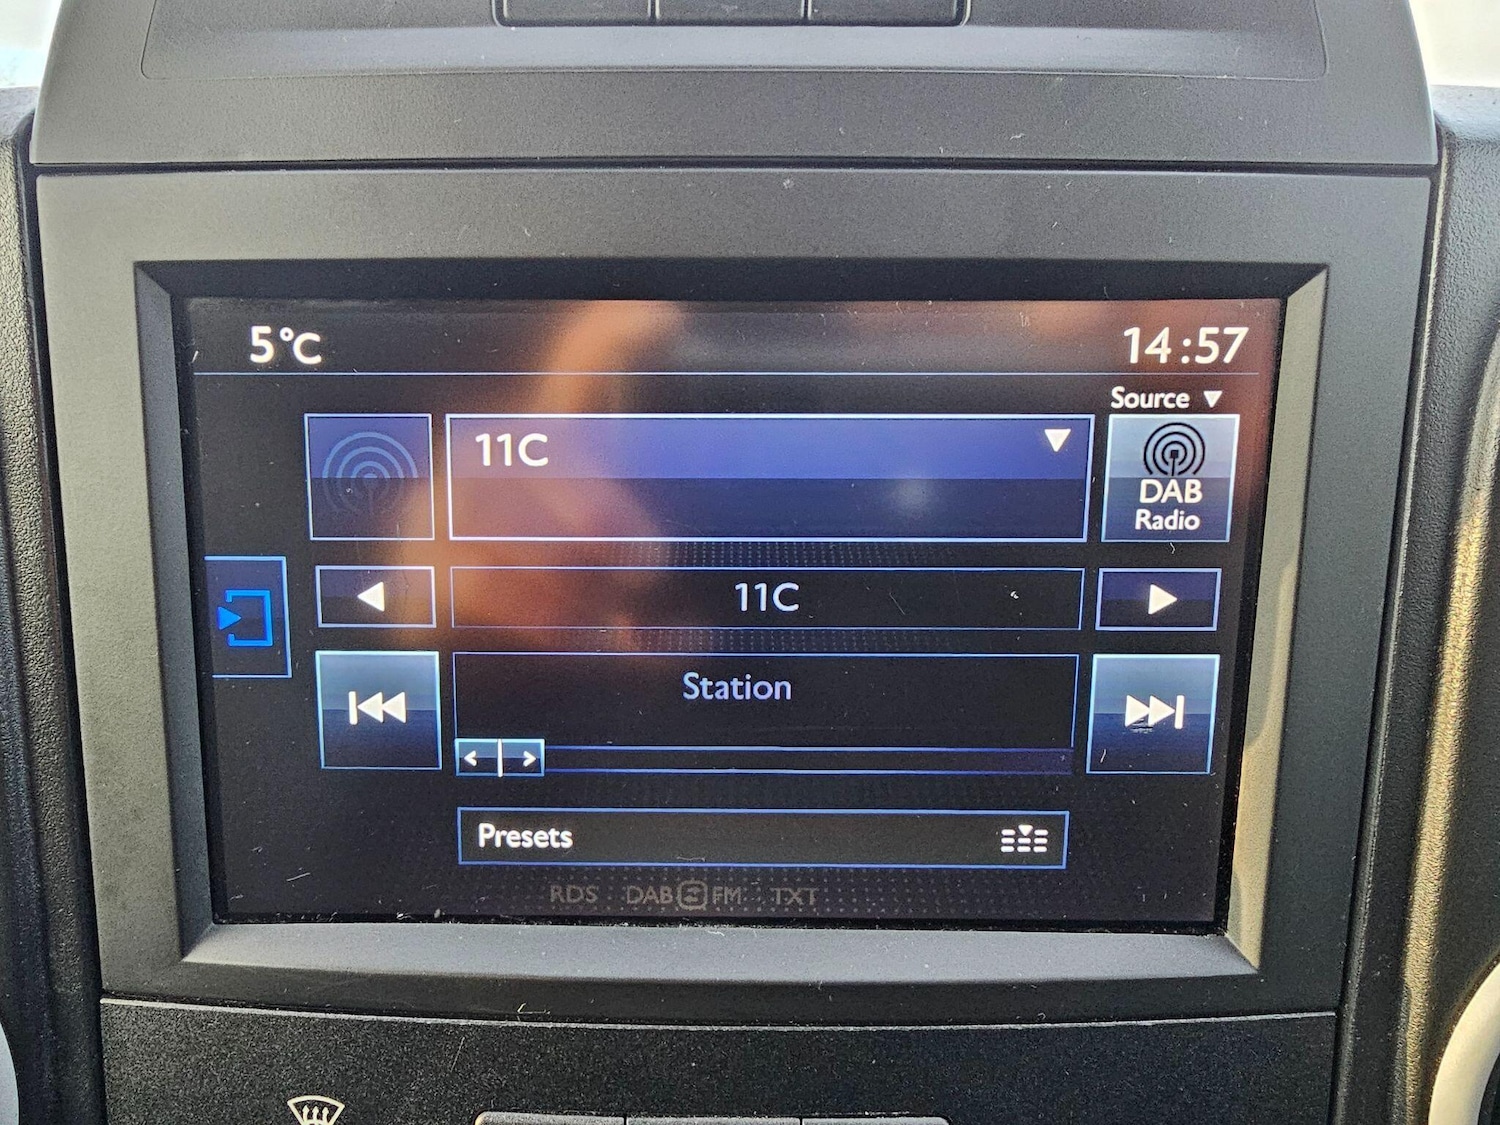 5°C
14:57
Source
11C
DAB
Radio
11C
Station
Presets
RDS DAB FM TXT